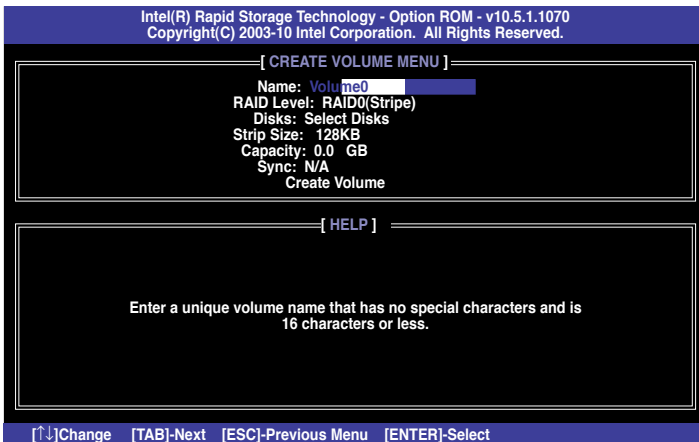 Intel(R) Rapid Storage Technology - Option ROM - v10.5.1.1070
Copyright(C) 2003-10 Intel Corporation. All Rights Reserved.
[ CREATE VOLUME MENU ]
Name: Volume0
RAID Level: RAID0(Stripe)
Disks: Select Disks
Strip Size: 128KB
Capacity: 0.0 GB
Sync: N/A
Create Volume
[ HELP ]
Enter a unique volume name that has no special characters and is
16 characters or less.
[↑↓]Change [TAB]-Next [ESC]-Previous Menu [ENTER]-Select